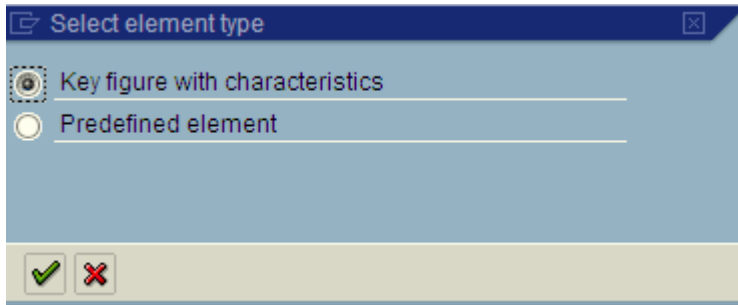 Select element type
Key figure with characteristics
Predefined element